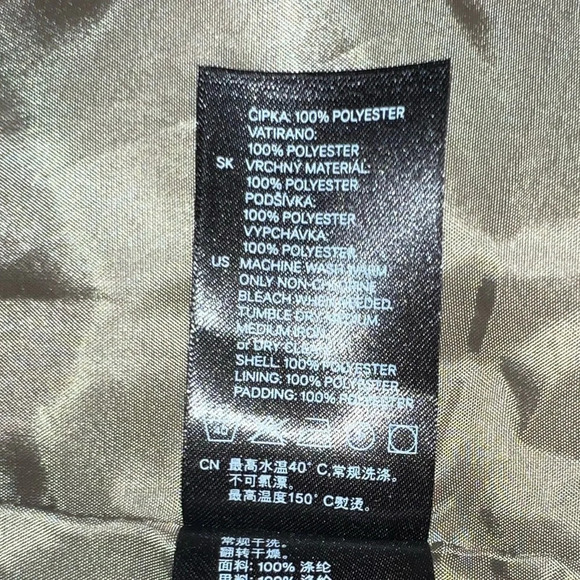 ČIPKA: 100% POLYESTER
VATIRANO:
100% POLYESTER
SK VRCHNÝ MATERIÁL:
100% POLYESTER
PODŠÍVKA:
100% POLYESTER
VYPCHÁVKA:
100% POLYESTER
US MACHINE WASH WARM
ONLY NON-CHLORINE
BLEACH WHEN NEEDED.
TUMBLE DRY MEDIUM
MEDIUM IRON
or DRY CLEAN
SHELL: 100% POLYESTER
LINING: 100% POLYESTER
PADDING: 100% POLYESTER
40
CN 最高水温40°C,常规洗涤。
不可氯漂。
最高温度150°C熨烫。
常规干洗。
翻转干燥。
面料: 100% 涤纶
100% 涤纶